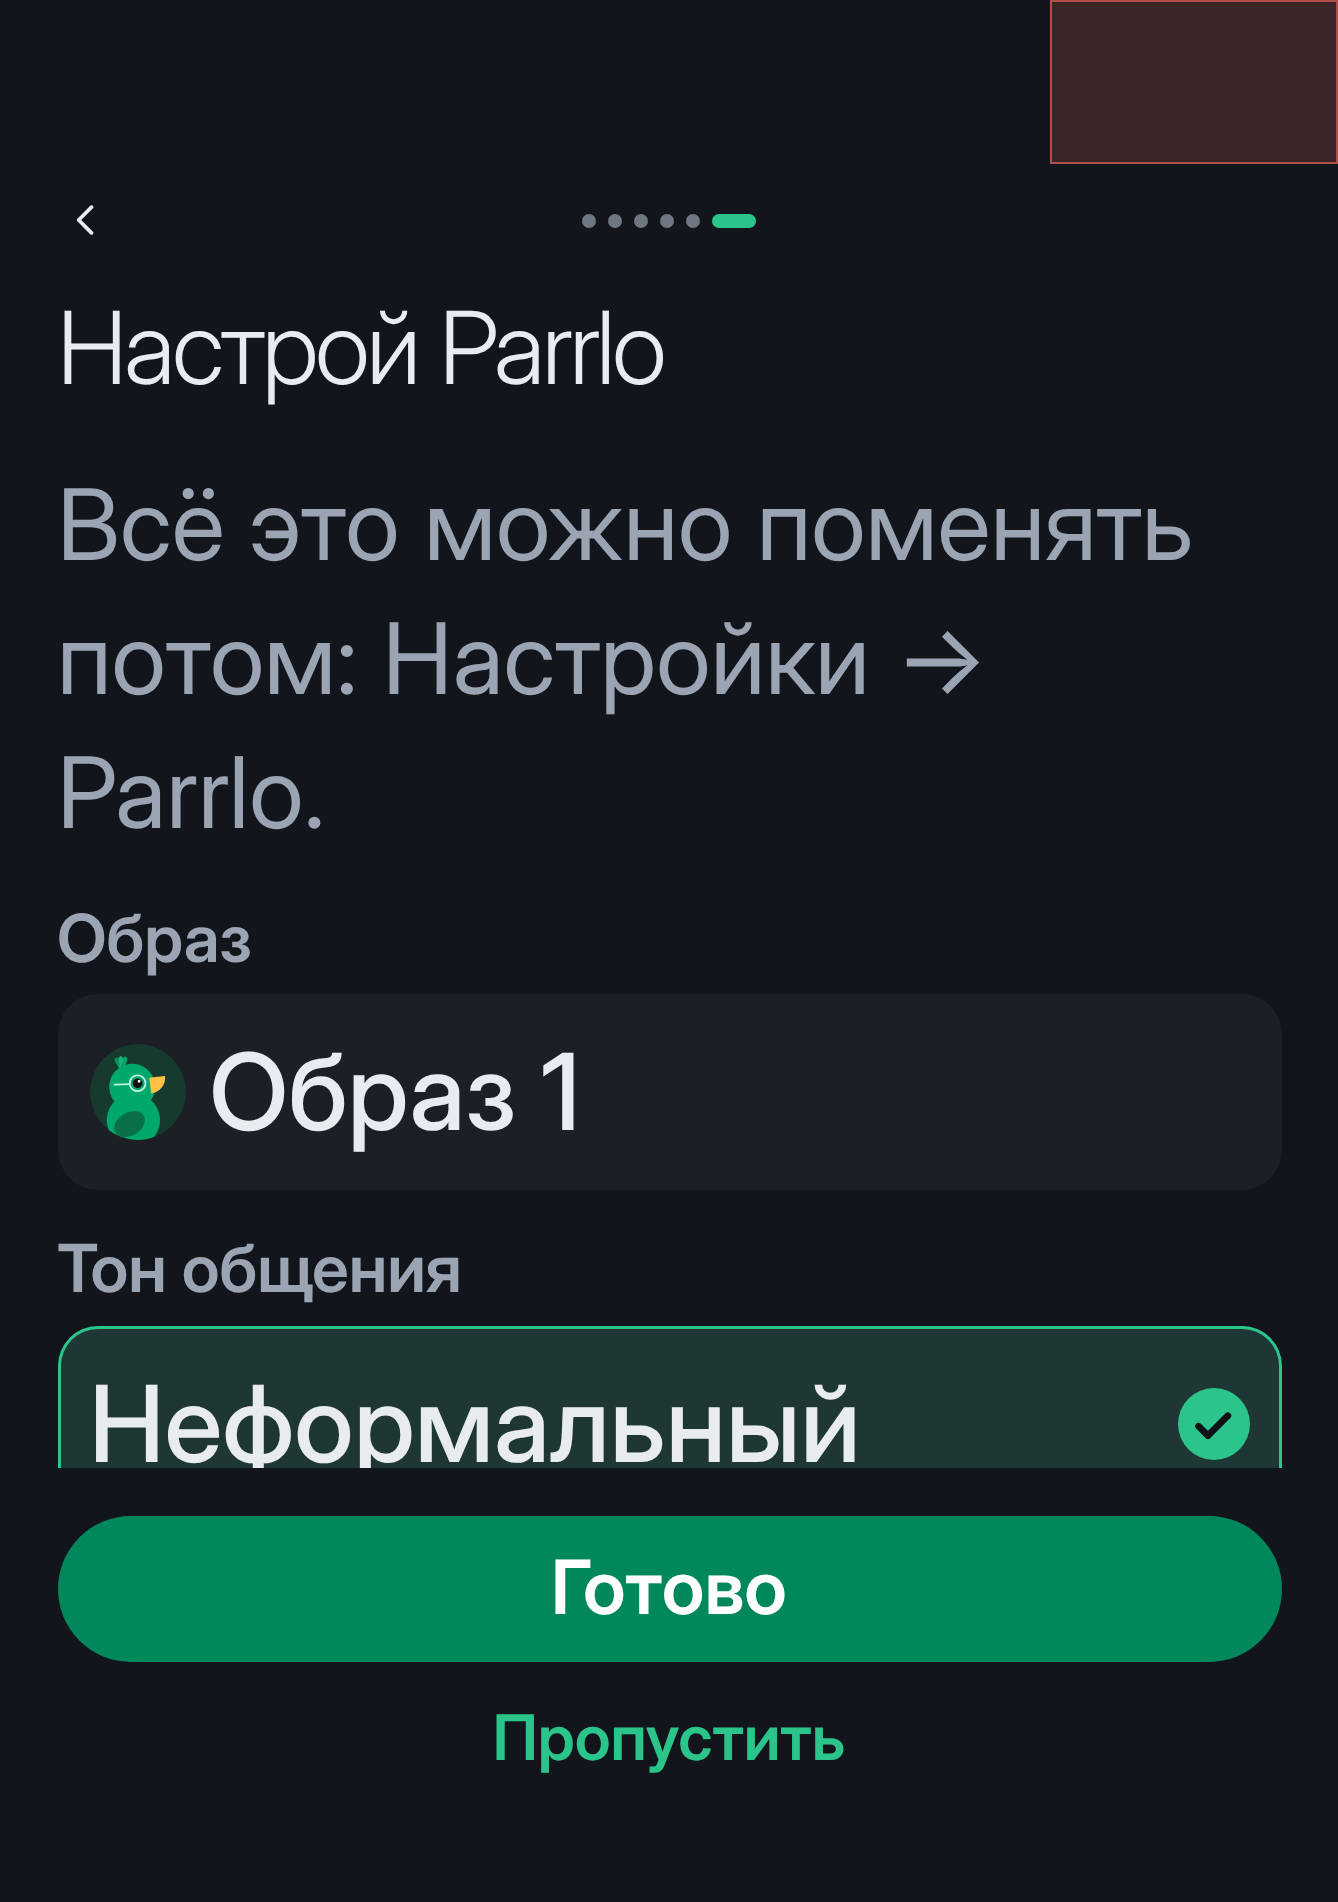 Настрой Parrlo
Всё это можно поменять
потом: Настройки →
Parrlo.
Образ
Образ 1
Тон общения
Неформальный
Готово
Пропустить